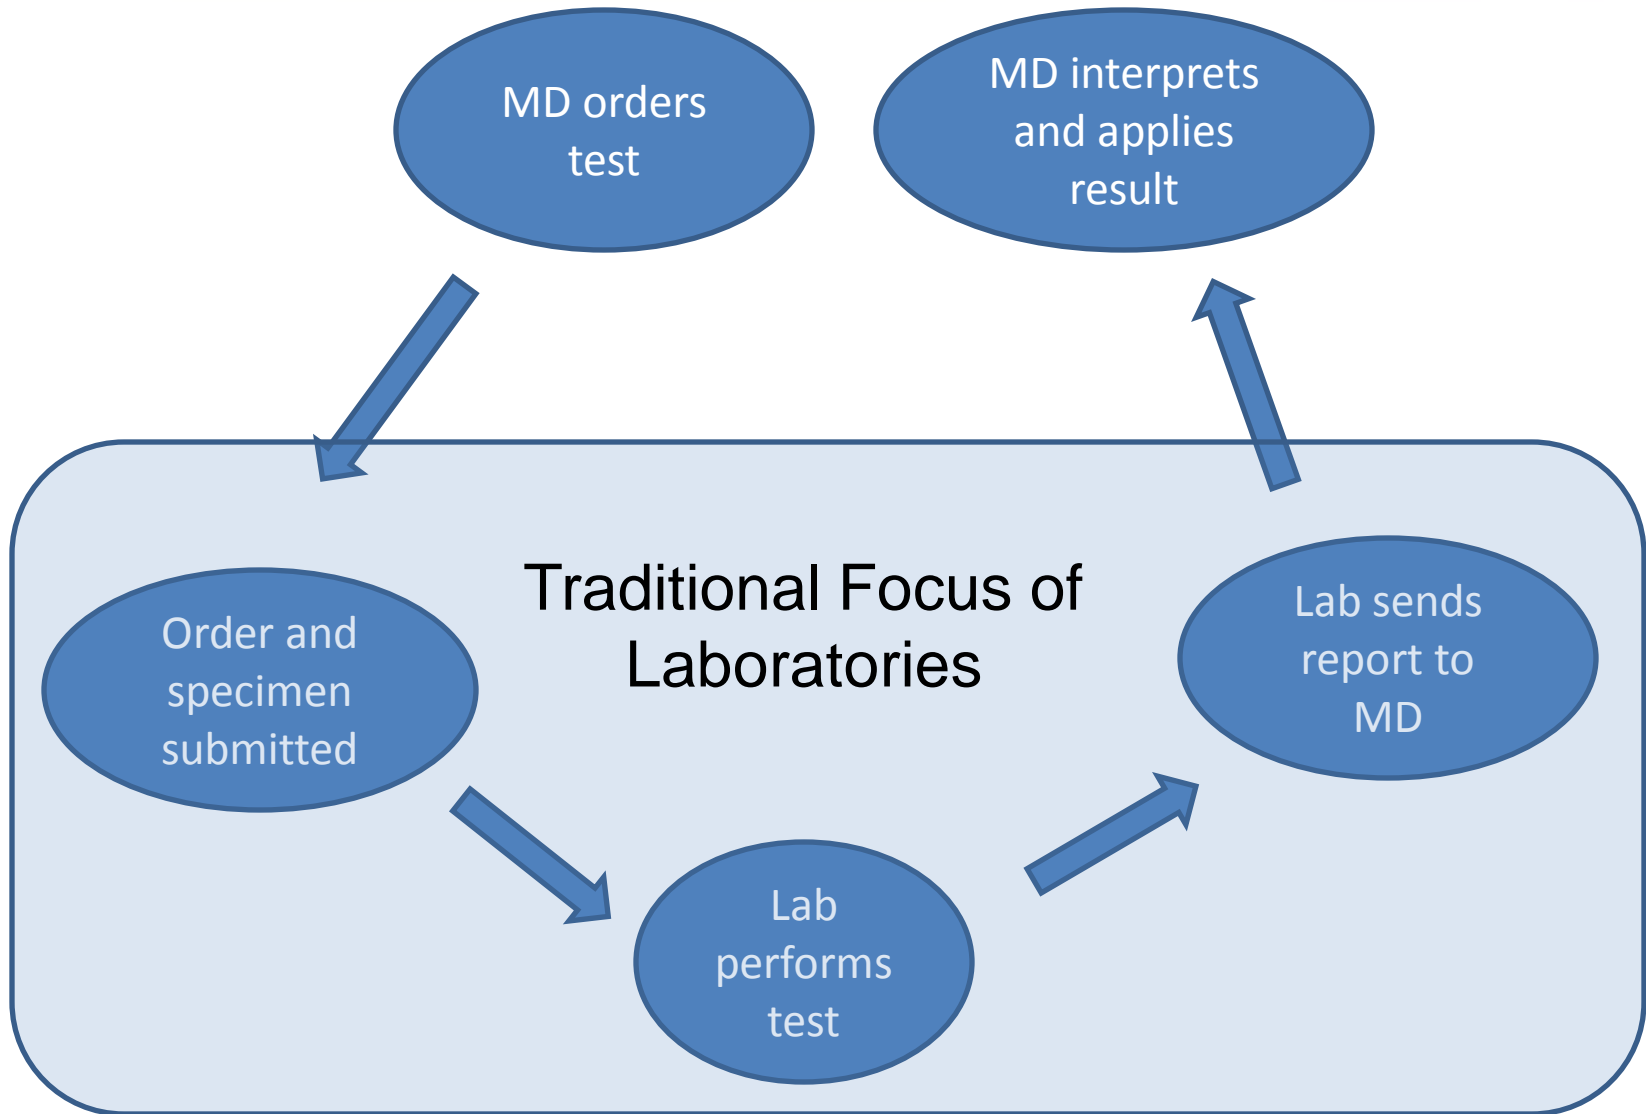 MD orders
test
MD interprets
and applies
result
Traditional Focus of
Laboratories
Order and
specimen
submitted
Lab
performs
test
Lab sends
report to
MD